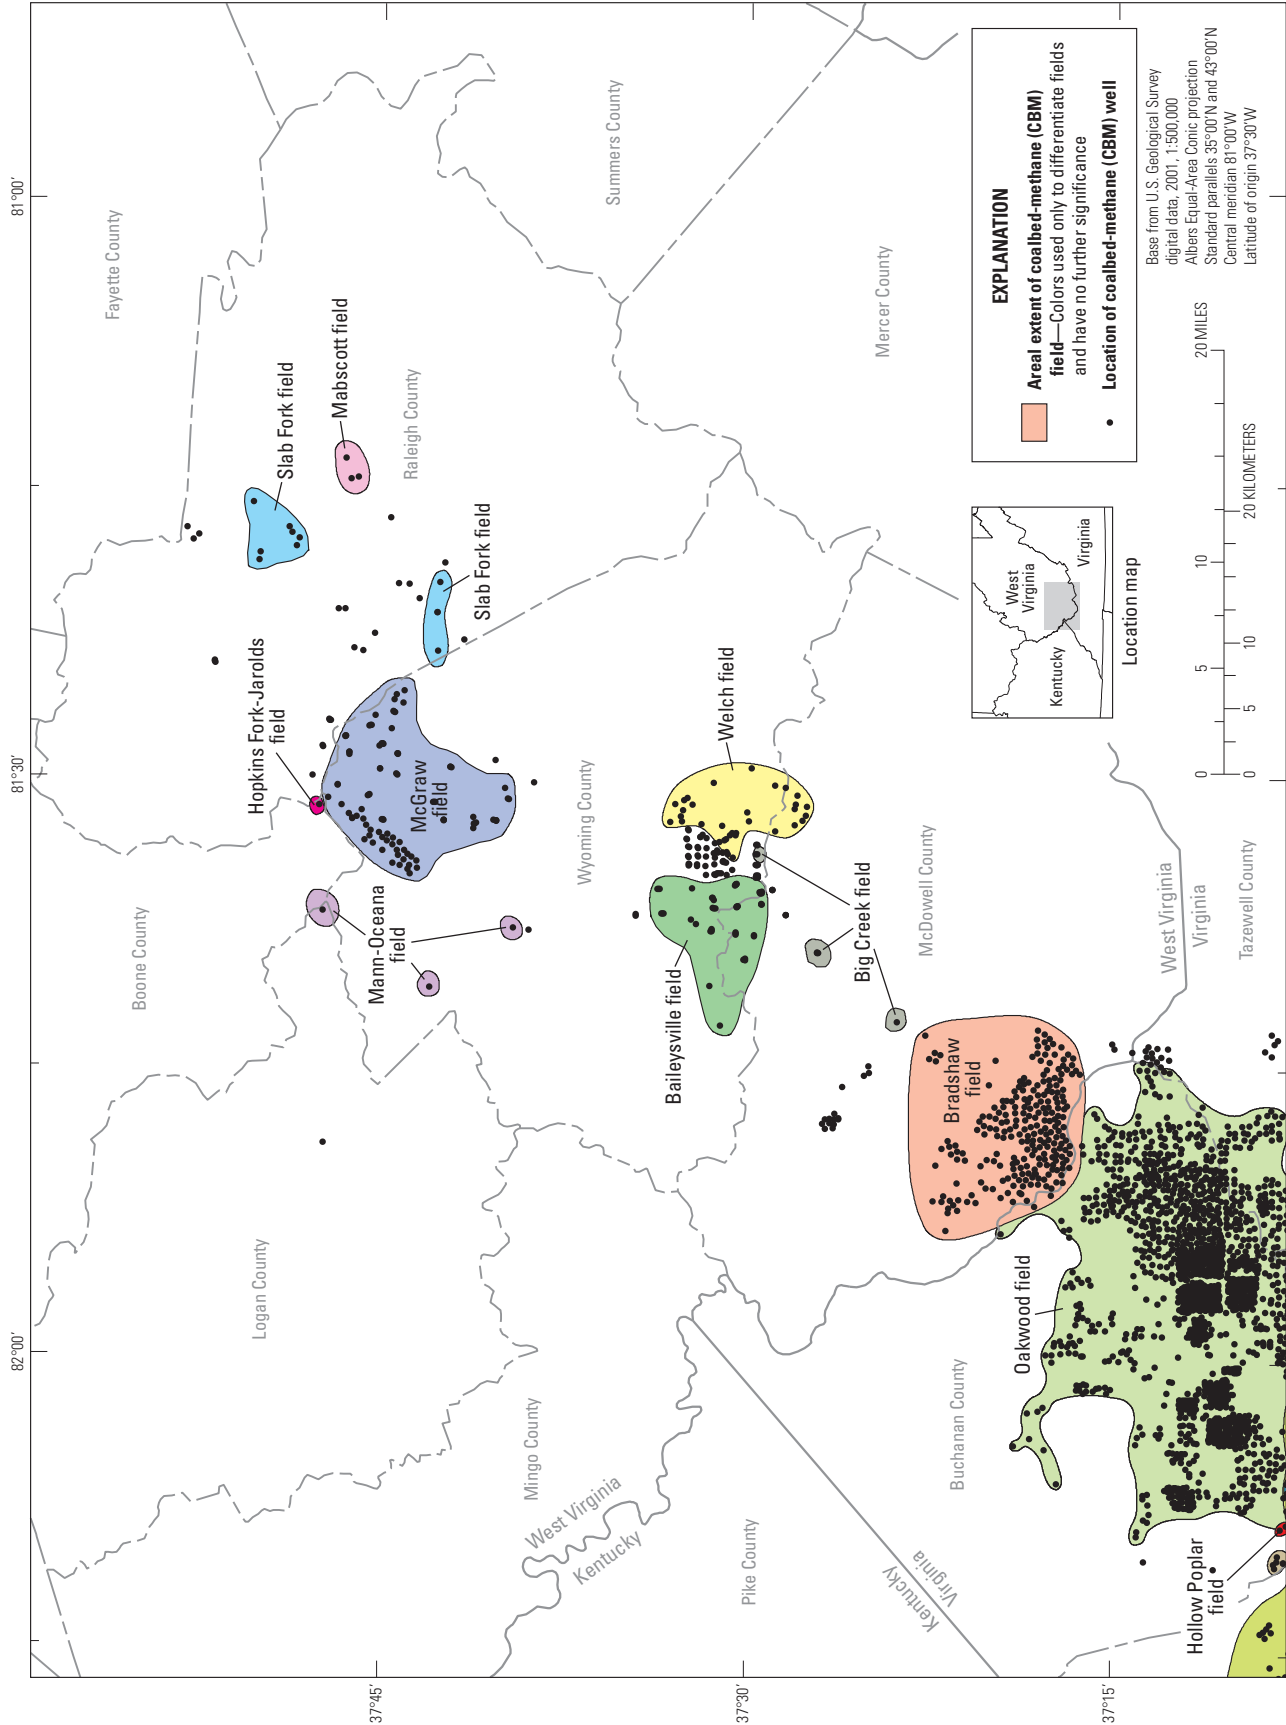 82°00′
81°30′
81°00′
37°45′
37°30′
37°15′
Fayette County
Boone County
Logan County
Raleigh County
Summers County
Wyoming County
Mingo County
Mercer County
McDowell County
Pike County
Buchanan County
Tazewell County
West Virginia
Kentucky
Kentucky
Virginia
West Virginia
Virginia
Slab Fork field
Mabscott field
Slab Fork field
Hopkins Fork-Jarolds
field
McGraw
field
Mann-Oceana
field
Welch field
Baileysville field
Big Creek field
Bradshaw
field
Oakwood field
Hollow Poplar
field
West
Virginia
Kentucky
Virginia
Location map
EXPLANATION
Areal extent of coalbed-methane (CBM)
field—Colors used only to differentiate fields
and have no further significance
Location of coalbed-methane (CBM) well
0 5 10 20 MILES
0 5 10 20 KILOMETERS
Base from U.S. Geological Survey
digital data, 2001, 1:500,000
Albers Equal-Area Conic projection
Standard parallels 35°00′N and 43°00′N
Central meridian 81°00′W
Latitude of origin 37°30′W